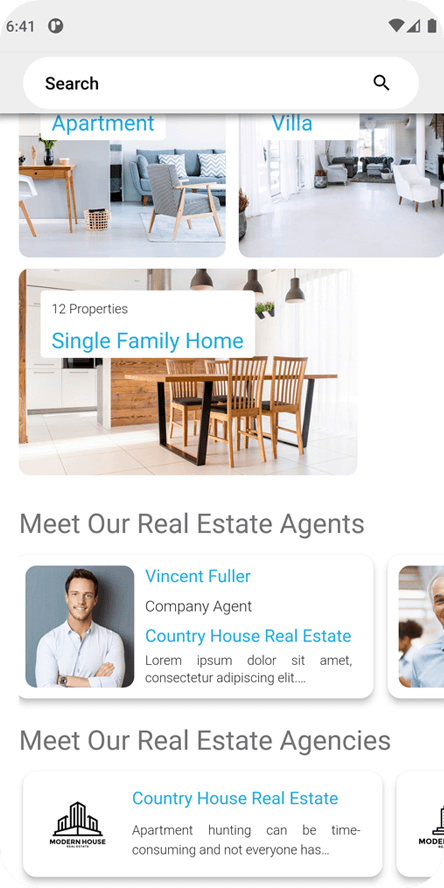 6:41
Search
Apartment
Villa
12 Properties
Single Family Home
Meet Our Real Estate Agents
Vincent Fuller
Company Agent
Country House Real Estate
Lorem ipsum dolor sit amet,
consectetur adipiscing elit....
Meet Our Real Estate Agencies
Country House Real Estate
MODERN HOUSE
REAL ESTATE
Apartment hunting can be time-
consuming and not everyone has...
MODE